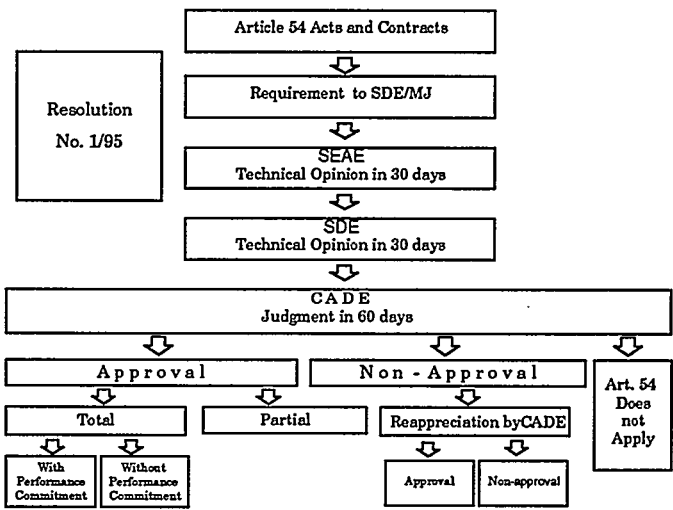 Article 54 Acts and Contracts
Resolution
No. 1/95
Requirement to SDE/MJ
SEAE
Technical Opinion in 30 days
SDE
Technical Opinion in 30 days
CADE
Judgment in 60 days
Approval
Non-Approval
Art. 54
Does
not
Apply
Total
Partial
Reappreciation byCADE
With
Performance
Commitment
Without
Performance
Commitment
Approval
Non-approval